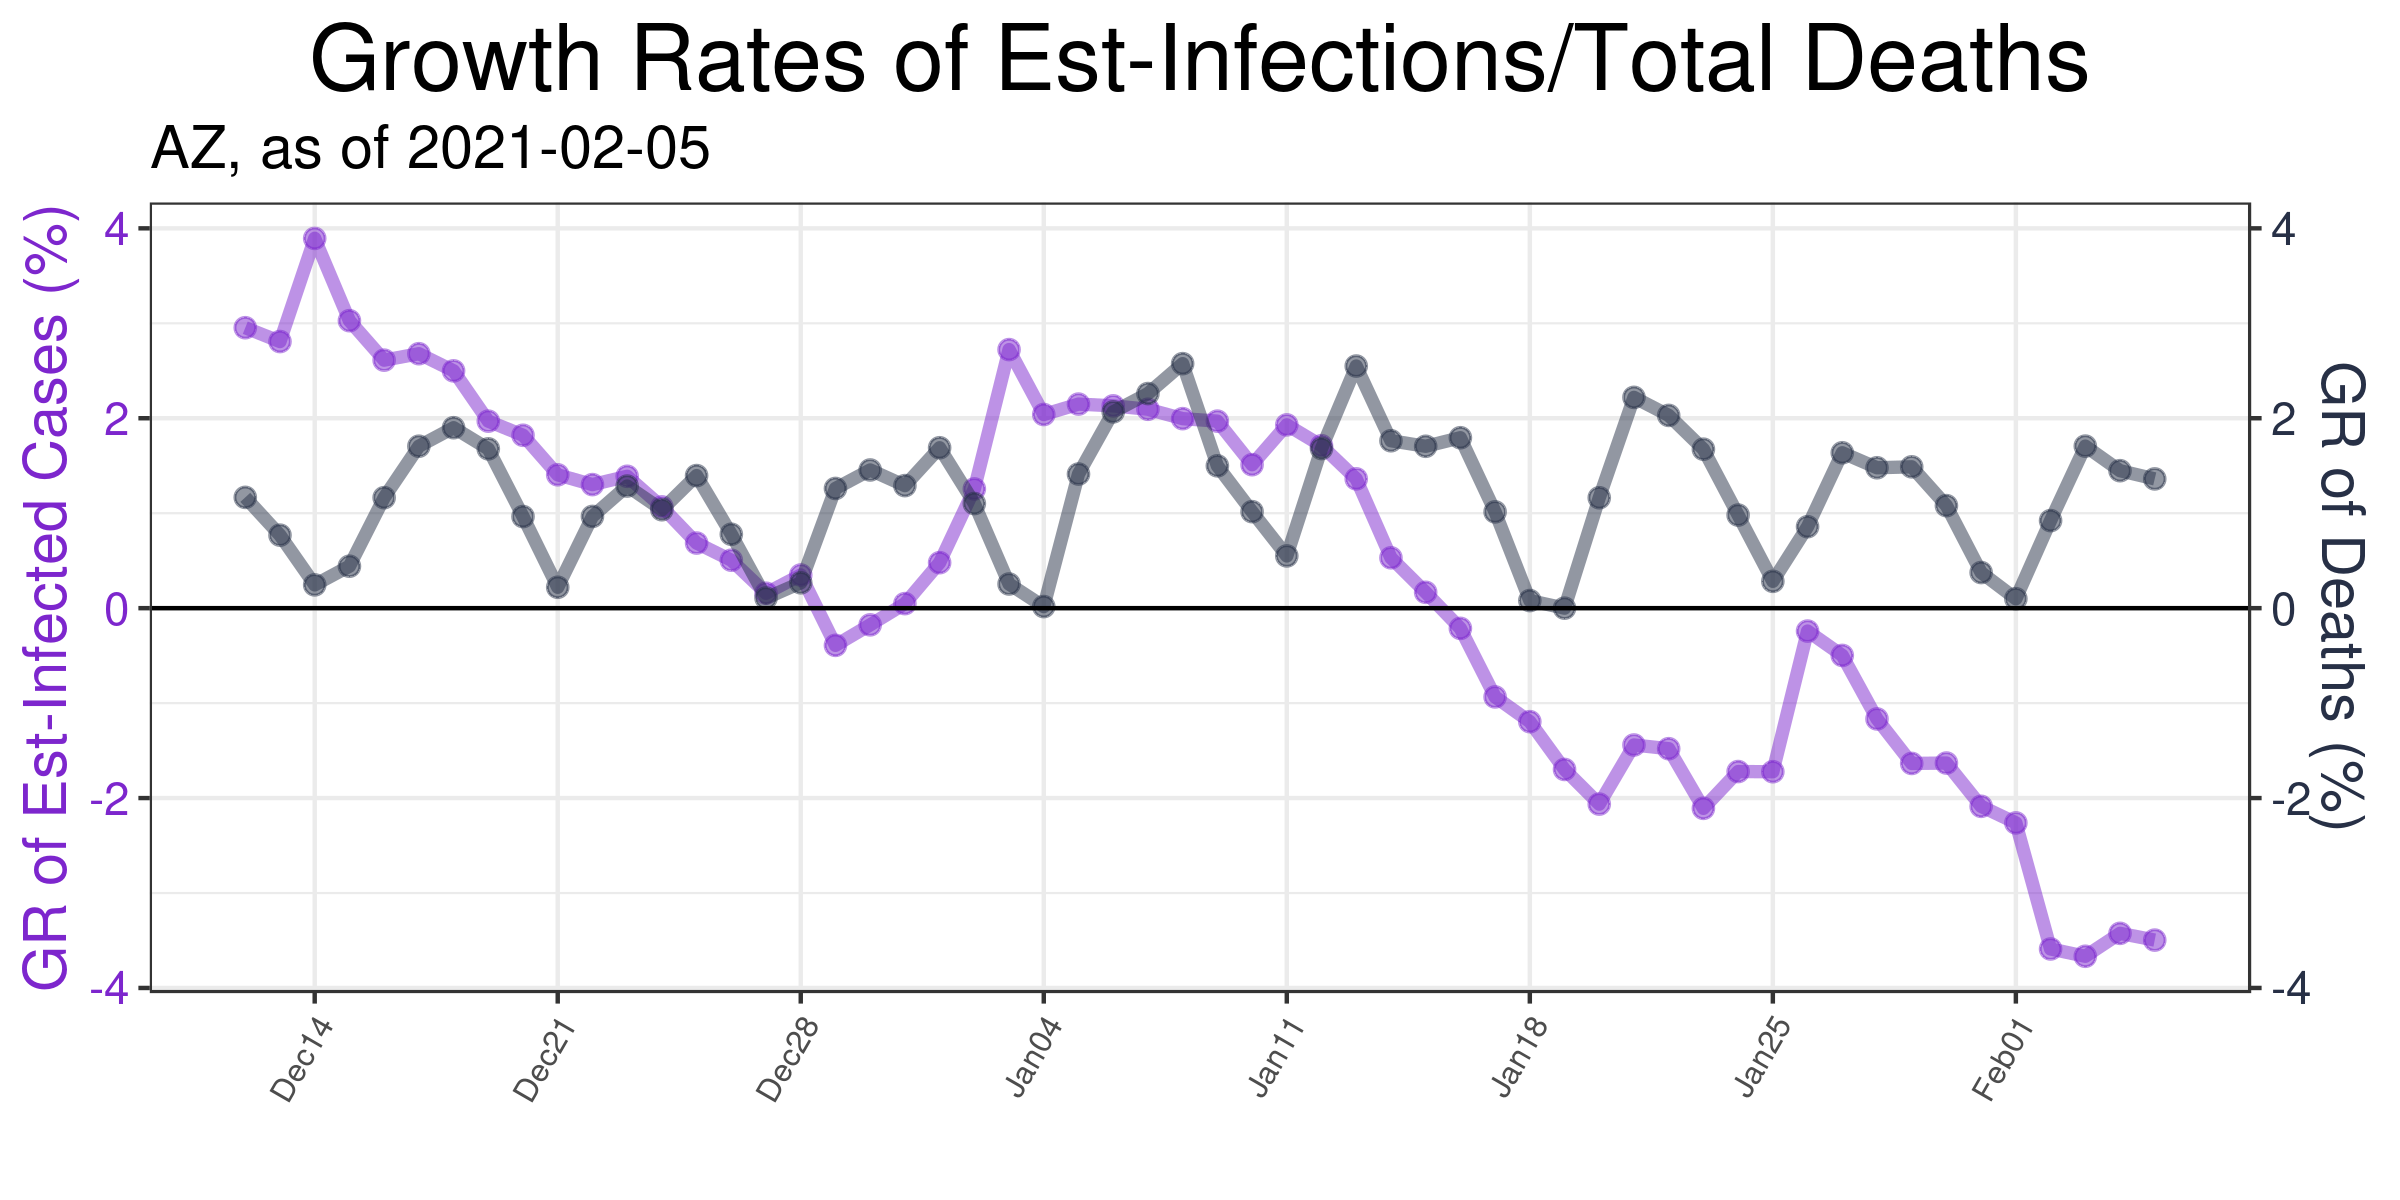 Growth Rates of Est-Infections/Total Deaths
AZ, as of 2021-02-05
GR of Est-Infected Cases (%)
4
2
0
-2
-4
4
2
0
-2
-4
GR of Deaths (%)
Dec14
Dec21
Dec28
Jan04
Jan11
Jan18
Jan25
Feb01